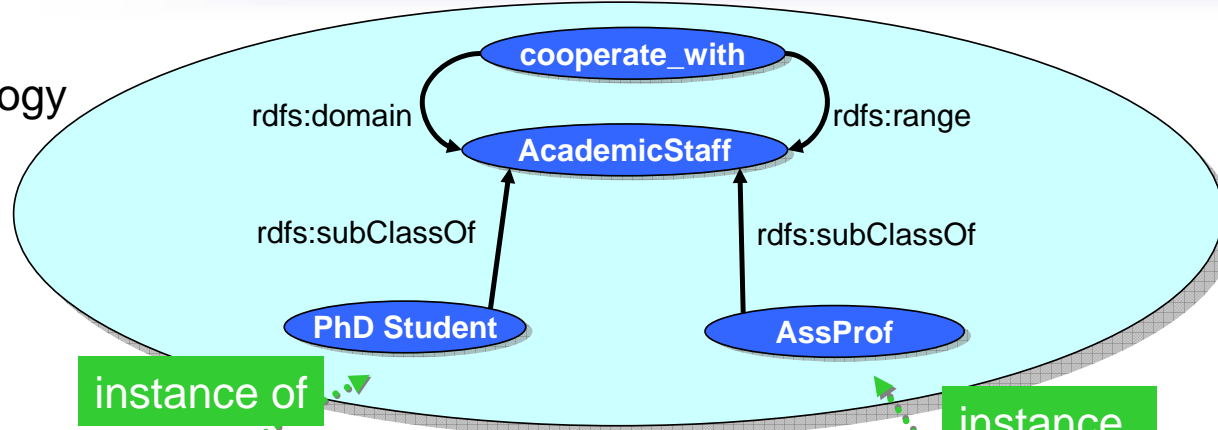 cooperate_with
ogy
rdfs:domain
rdfs:range
AcademicStaff
rdfs:subClassOf
rdfs:subClassOf
PhD Student
AssProf
instance of
instance